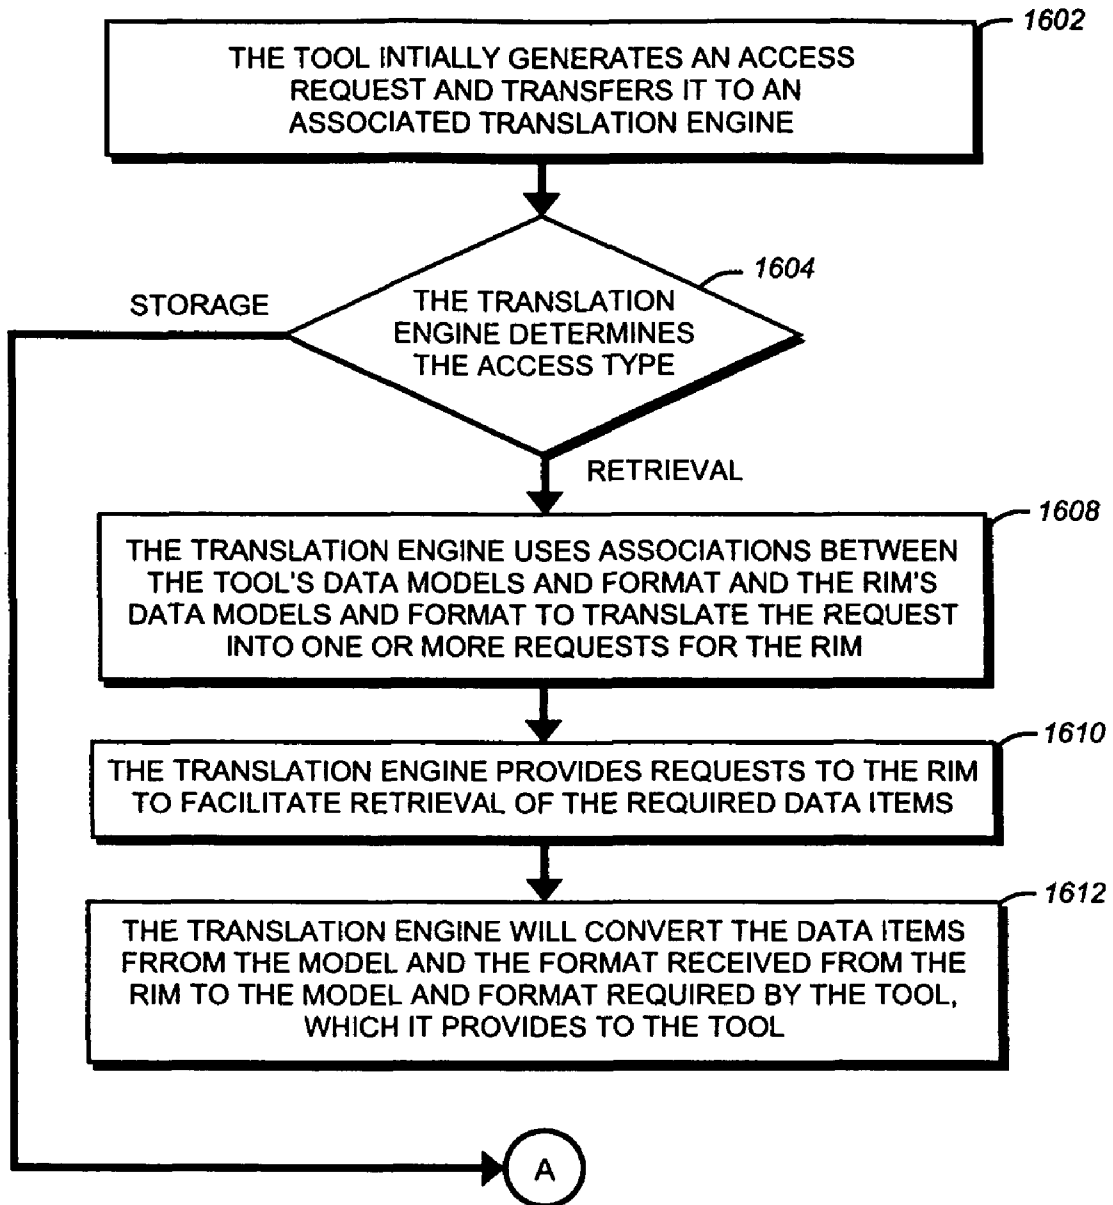 1602
THE TOOL INTIALLY GENERATES AN ACCESS
REQUEST AND TRANSFERS IT TO AN
ASSOCIATED TRANSLATION ENGINE
1604
STORAGE
THE TRANSLATION
ENGINE DETERMINES
THE ACCESS TYPE
RETRIEVAL
1608
THE TRANSLATION ENGINE USES ASSOCIATIONS BETWEEN
THE TOOL'S DATA MODELS AND FORMAT AND THE RIM'S
DATA MODELS AND FORMAT TO TRANSLATE THE REQUEST
INTO ONE OR MORE REQUESTS FOR THE RIM
1610
THE TRANSLATION ENGINE PROVIDES REQUESTS TO THE RIM
TO FACILITATE RETRIEVAL OF THE REQUIRED DATA ITEMS
1612
THE TRANSLATION ENGINE WILL CONVERT THE DATA ITEMS
FRROM THE MODEL AND THE FORMAT RECEIVED FROM THE
RIM TO THE MODEL AND FORMAT REQUIRED BY THE TOOL,
WHICH IT PROVIDES TO THE TOOL
A